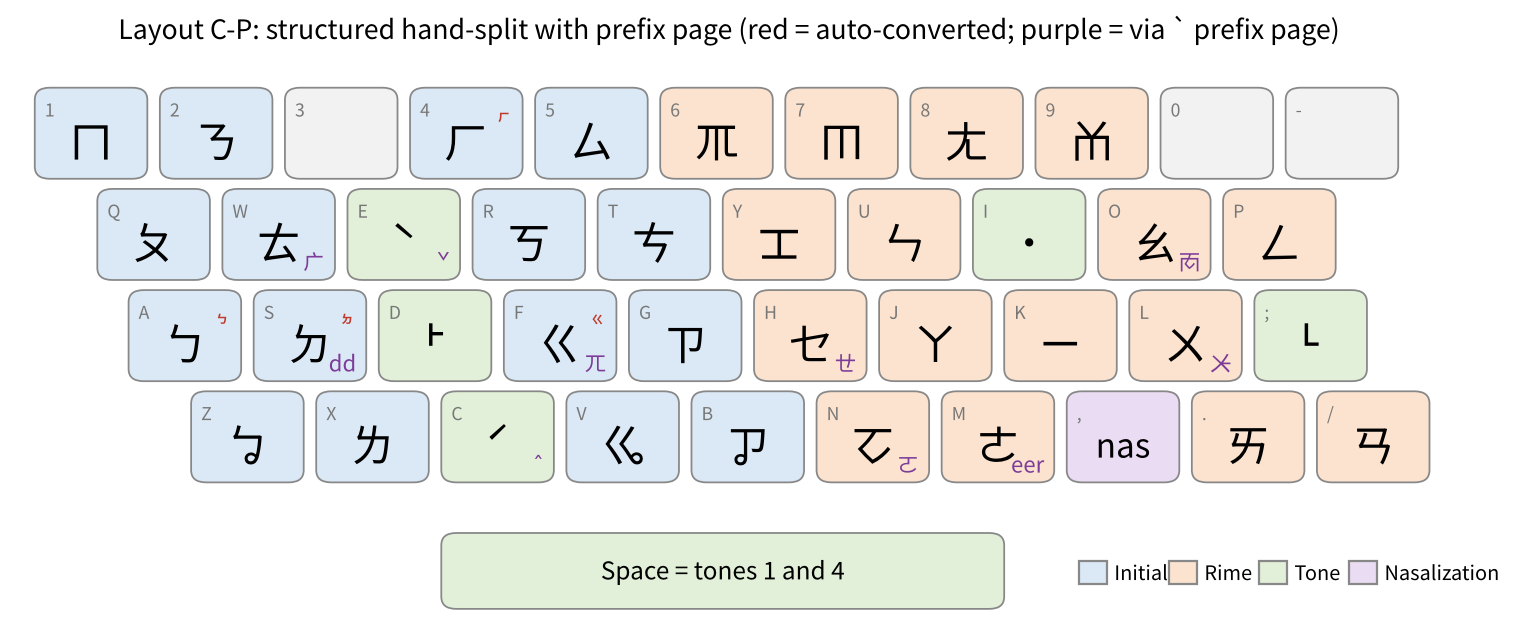 Layout C-P: structured hand-split with prefix page (red = auto-converted; purple = via ` prefix page)
1 ㄇ 2 ㄋ 3 4 ㄏ ㆷ 5 ㄙ 6 ㆭ 7 ㆬ 8 ㄤ 9 ㆰ 0 -
Q ㄆ W ㄊ ㄬ E ˋ ˇ R ㄎ T ㄘ Y ㆲ U ㄣ I ˙ O ㄠ ㆱ P ㄥ
A ㄅ ㆴ S ㄉ ㆵ dd D ˫ F ㄍ ㆻ ㄫ G ㄗ H ㆤ ㄝ J ㄚ K ㄧ L ㄨ ㆨ ; ˪
Z ㆠ X ㄌ C ˊ ˆ V ㆣ B ㆡ N ㆦ ㄛ M ㄜ eer , nas . ㄞ / ㄢ
Space = tones 1 and 4
Initial Rime Tone Nasalization